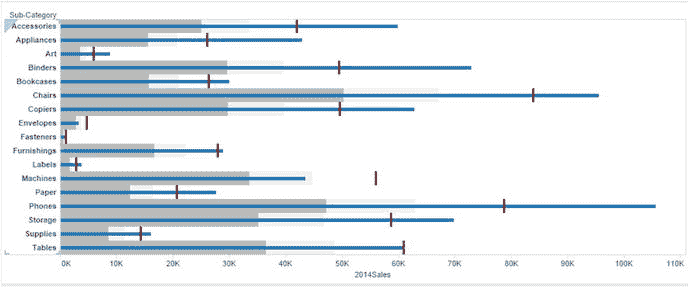 Sub-Category
Accessories
Appliances
Art
Binders
Bookcases
Chairs
Copiers
Envelopes
Fasteners
Furnishings
Labels
Machines
Paper
Phones
Storage
Supplies
Tables
0K 10K 20K 30K 40K 50K 60K 70K 80K 90K 100K 110K
2014Sales